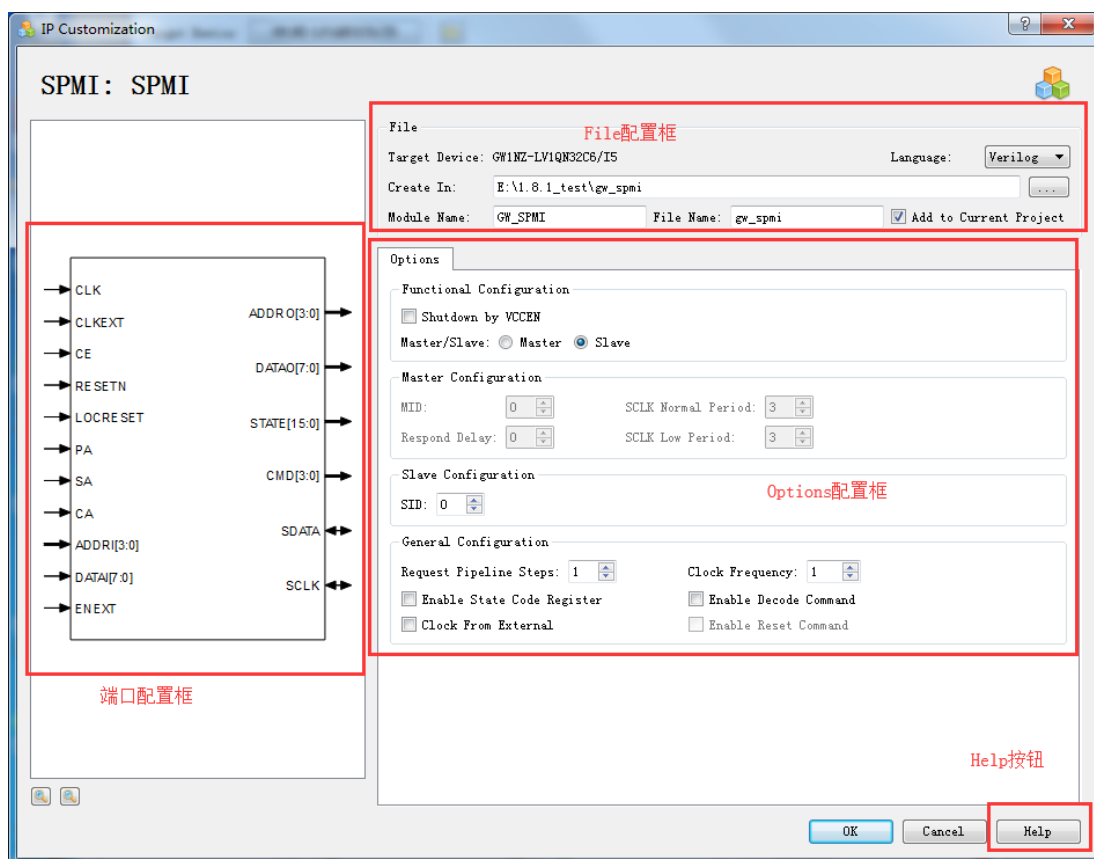 IP Customization
SPMI: SPMI
File
File配置框
Target Device: GW1NZ-LV1QN32C6/I5
Language: Verilog
Create In: E:\1.8.1_test\gw_spmi
...
Module Name: GW_SPMI
File Name: gw_spmi
Add to Current Project
CLK
CLKEXT
CE
RESETN
LOCRESET
PA
SA
CA
ADDRI[3:0]
DATAI[7:0]
ENEXT
ADDRO[3:0]
DATAO[7:0]
STATE[15:0]
CMD[3:0]
SDATA
SCLK
端口配置框
Options
Functional Configuration
Shutdown by VCCEN
Master/Slave: Master Slave
Master Configuration
MID: 0
SCLK Normal Period: 3
Respond Delay: 0
SCLK Low Period: 3
Slave Configuration
SID: 0
Options配置框
General Configuration
Request Pipeline Steps: 1
Clock Frequency: 1
Enable State Code Register
Enable Decode Command
Clock From External
Enable Reset Command
Help按钮
OK
Cancel
Help